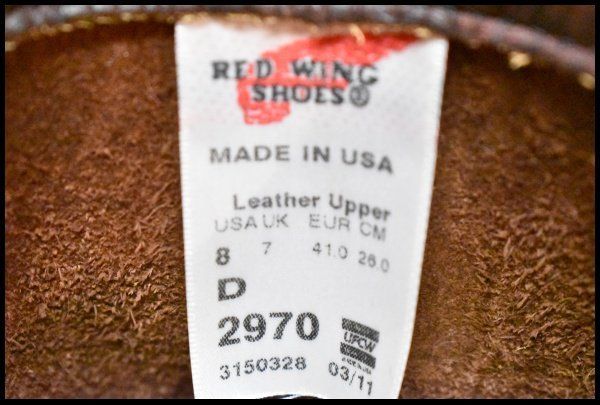 RED WING
SHOES®
MADE IN USA
Leather Upper
USA UK EUR CM
8 7 41.0 26.0
D
2970
UFCW
3150328 03/11